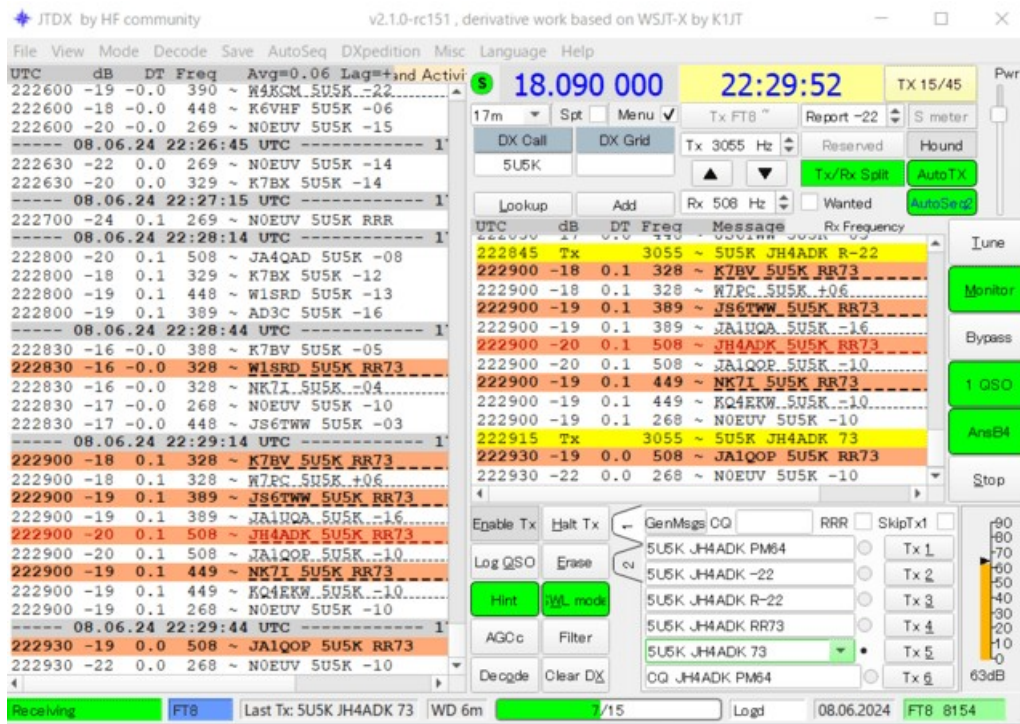 JTDX by HF community v2.1.0-rc151 , derivative work based on WSJT-X by K1JT
File View Mode Decode Save AutoSeq DXpedition Misc Language Help
UTC dB DT Freq Avg=0.06 Lag=+ and Activi
222600 -19 -0.0 390 ~ W4KCM 5U5K -22
222600 -18 -0.0 448 ~ K6VHF 5U5K -06
222600 -20 -0.0 269 ~ N0EUV 5U5K -15
----- 08.06.24 22:26:45 UTC ------------ 1
222630 -22 0.0 269 ~ N0EUV 5U5K -14
222630 -20 0.0 329 ~ K7BX 5U5K -14
----- 08.06.24 22:27:15 UTC ------------ 1
222700 -24 0.1 269 ~ N0EUV 5U5K RRR
----- 08.06.24 22:28:14 UTC ------------ 1
222800 -20 0.1 508 ~ JA4QAD 5U5K -08
222800 -18 0.1 329 ~ K7BX 5U5K -12
222800 -19 0.1 448 ~ W1SRD 5U5K -13
222800 -19 0.1 389 ~ AD3C 5U5K -16
----- 08.06.24 22:28:44 UTC ------------ 1
222830 -16 -0.0 388 ~ K7BV 5U5K -05
222830 -16 -0.0 328 ~ W1SRD 5U5K RR73
222830 -16 -0.0 328 ~ NK7I 5U5K -04
222830 -17 -0.0 268 ~ N0EUV 5U5K -10
222830 -17 -0.0 448 ~ JS6TWW 5U5K -03
----- 08.06.24 22:29:14 UTC ------------ 1
222900 -18 0.1 328 ~ K7BV 5U5K RR73
222900 -18 0.1 328 ~ W7PC 5U5K +06
222900 -19 0.1 389 ~ JS6TWW 5U5K RR73
222900 -19 0.1 389 ~ JA1UQA 5U5K -16
222900 -20 0.1 508 ~ JH4ADK 5U5K RR73
222900 -20 0.1 508 ~ JA1QOP 5U5K -10
222900 -19 0.1 449 ~ NK7I 5U5K RR73
222900 -19 0.1 449 ~ KQ4EKW 5U5K -10
222900 -19 0.1 268 ~ N0EUV 5U5K -10
----- 08.06.24 22:29:44 UTC ------------ 1
222930 -19 0.0 508 ~ JA1QOP 5U5K RR73
222930 -22 0.0 268 ~ N0EUV 5U5K -10
S 18.090 000 22:29:52 TX 15/45 Pwr
17m Spt Menu Tx FT8 ~ Report -22 S meter
DX Call DX Grid Tx 3055 Hz Reserved Hound
5U5K Tx/Rx Split AutoTX
Lookup Add Rx 508 Hz Wanted AutoSeq2
UTC dB DT Freq Message Rx Frequency
222845 Tx 3055 ~ 5U5K JH4ADK R-22
222900 -18 0.1 328 ~ K7BV 5U5K RR73
222900 -18 0.1 328 ~ W7PC 5U5K +06
222900 -19 0.1 389 ~ JS6TWW 5U5K RR73
222900 -19 0.1 389 ~ JA1UQA 5U5K -16
222900 -20 0.1 508 ~ JH4ADK 5U5K RR73
222900 -20 0.1 508 ~ JA1QOP 5U5K -10
222900 -19 0.1 449 ~ NK7I 5U5K RR73
222900 -19 0.1 449 ~ KQ4EKW 5U5K -10
222900 -19 0.1 268 ~ N0EUV 5U5K -10
222915 Tx 3055 ~ 5U5K JH4ADK 73
222930 -19 0.0 508 ~ JA1QOP 5U5K RR73
222930 -22 0.0 268 ~ N0EUV 5U5K -10
Tune
Monitor
Bypass
1 QSO
AnsB4
Stop
Enable Tx Halt Tx 1 GenMsgs CQ RRR SkipTx1
5U5K JH4ADK PM64 Tx 1
Log QSO Erase 2 5U5K JH4ADK -22 Tx 2
Hint SWL mode 5U5K JH4ADK R-22 Tx 3
5U5K JH4ADK RR73 Tx 4
AGCc Filter 5U5K JH4ADK 73 Tx 5
Decode Clear DX CQ JH4ADK PM64 Tx 6
90
80
70
60
50
40
30
20
10
0
63dB
Receiving FT8 Last Tx: 5U5K JH4ADK 73 WD 6m 7/15 Logd 08.06.2024 FT8 8154